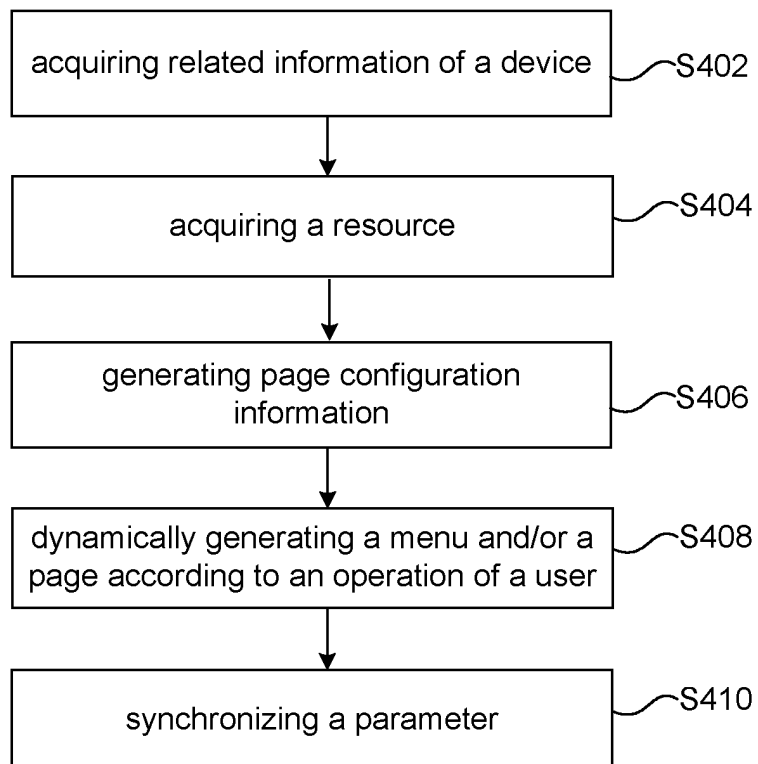 acquiring related information of a device
S402
acquiring a resource
S404
generating page configuration
information
S406
dynamically generating a menu and/or a
page according to an operation of a user
S408
synchronizing a parameter
S410